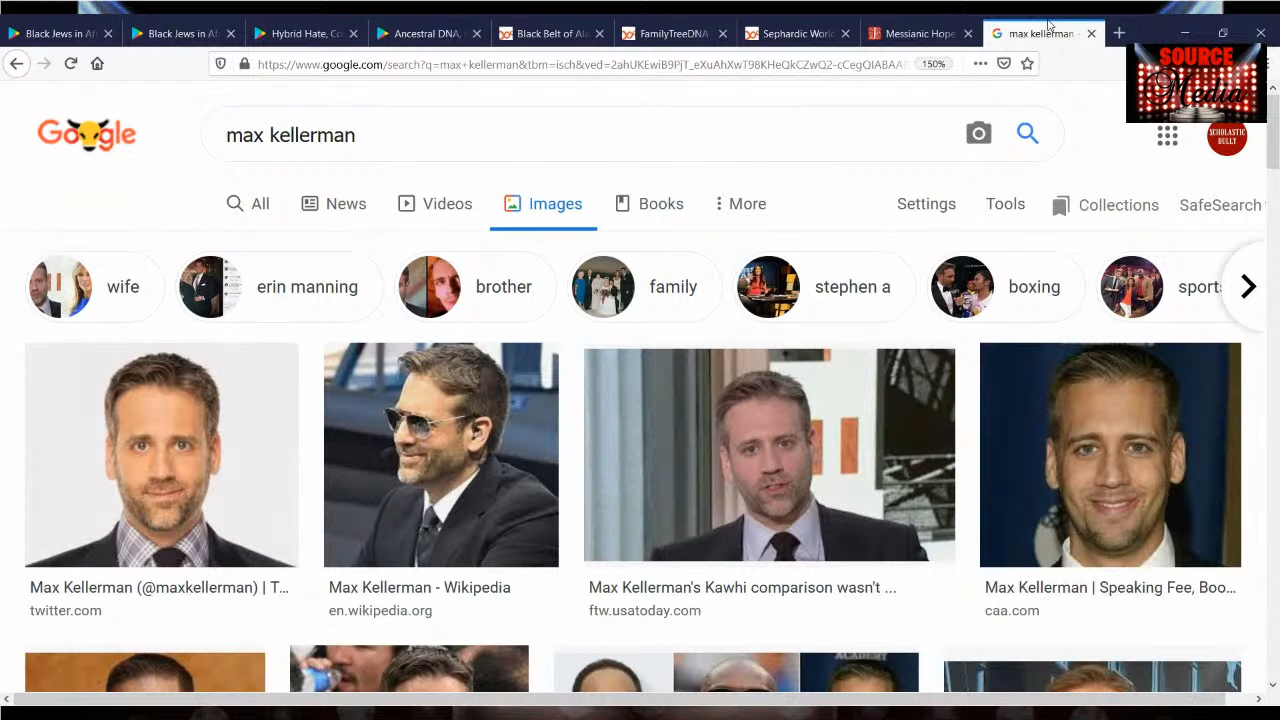 Black Jews in Af
Black Jews in Af
Hybrid Hate, Co
Ancestral DNA,
Black Belt of Ala
FamilyTreeDNA
Sephardic World
Messianic Hope
max kellerman -
https://www.google.com/search?q=max
tbm=isch&ved=2ahUKEwiB9PjT_eXuAhXwT98KHeQkCZwQ2-cCegQIABAA
150%
SOURCE
Media
Google
max kellerman
SCHOLASTIC
BULLY
All
News
Videos
Images
Books
More
Settings
Tools
Collections
SafeSearch
wife
erin manning
brother
family
stephen a
boxing
sports
Max Kellerman (@maxkellerman) | T...
Max Kellerman - Wikipedia
Max Kellerman's Kawhi comparison wasn't ...
Max Kellerman | Speaking Fee, Boo...
twitter.com
en.wikipedia.org
ftw.usatoday.com
caa.com